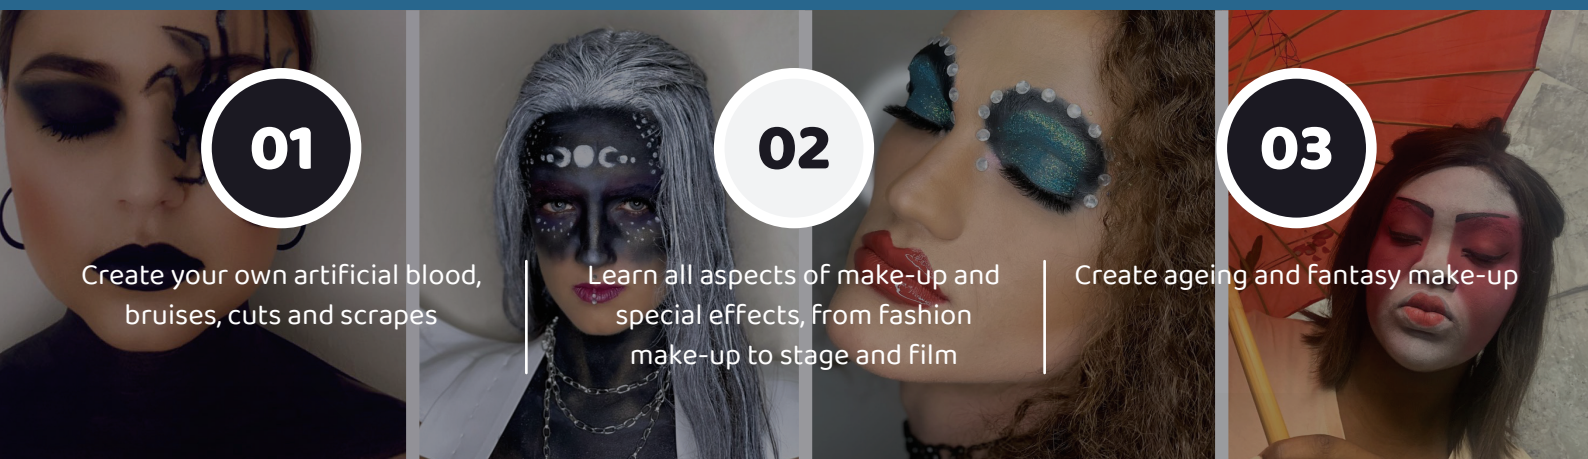 01
Create your own artificial blood,
bruises, cuts and scrapes
02
Learn all aspects of make-up and
special effects, from fashion
make-up to stage and film
03
Create ageing and fantasy make-up